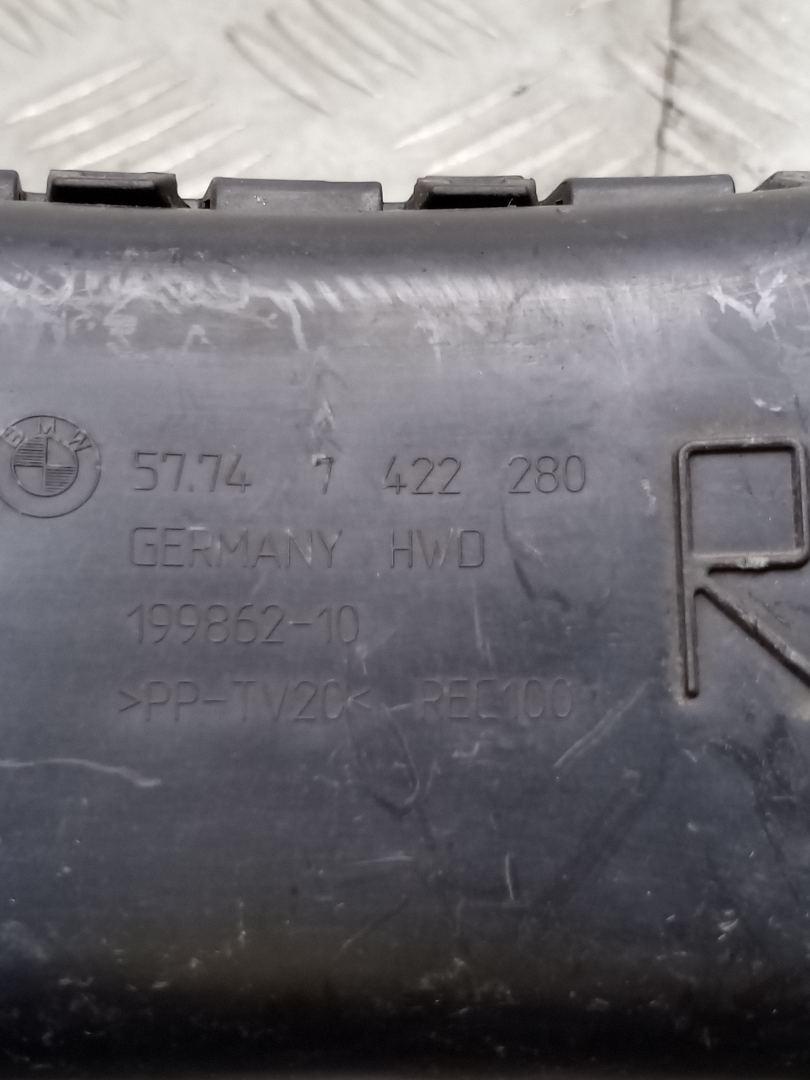 BMW
57.74 7 422 280
GERMANY HWD
199862-10
>PP-TV20< REC100
R